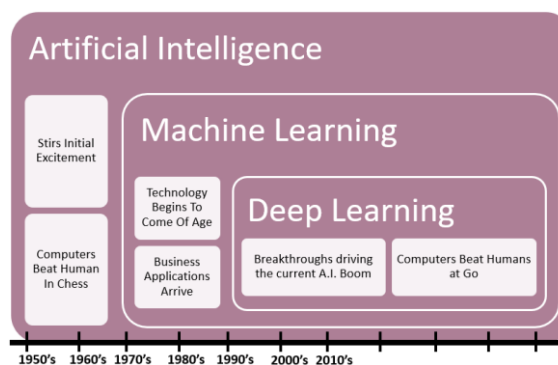 Artificial Intelligence
Stirs Initial
Excitement
Computers
Beat Human
In Chess
Machine Learning
Technology
Begins To
Come Of Age
Business
Applications
Arrive
Deep Learning
Breakthroughs driving
the current A.I. Boom
Computers Beat Humans
at Go
1950's 1960's 1970's 1980's 1990's 2000's 2010's